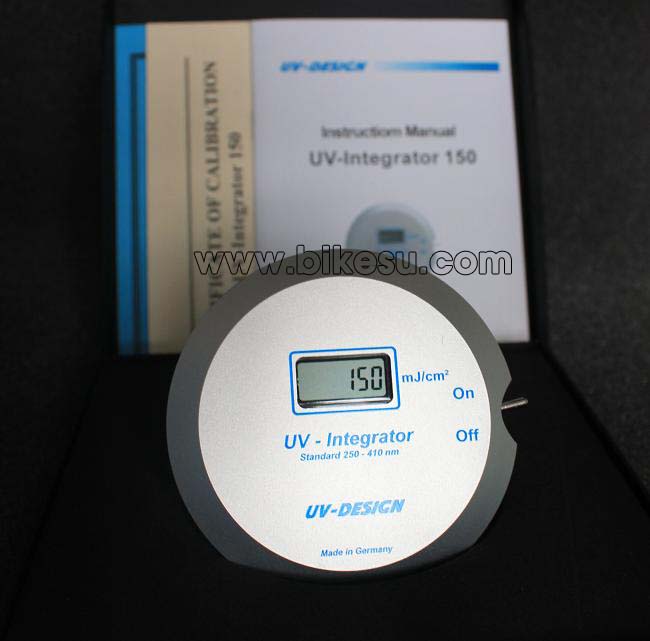 UV-DESIGN
Instructiom Manual
UV-Integrator 150
OF CALIBRATION
Integrator 150
www.bikesu.com
150 mJ/cm²
On
Off
UV - Integrator
Standard 250 - 410 nm
UV-DESIGN
Made in Germany